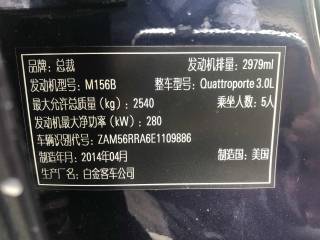 品牌：总裁 发动机排量：2979ml
发动机型号：M156B 整车型号：Quattroporte 3.0L
最大允许总质量（kg）：2540 乘坐人数：5人
发动机最大净功率（kW）：280
车辆识别代号：ZAM56RRA6E1109886
制造年月：2014年04月 制造国：美国
生产厂名：白金客车公司